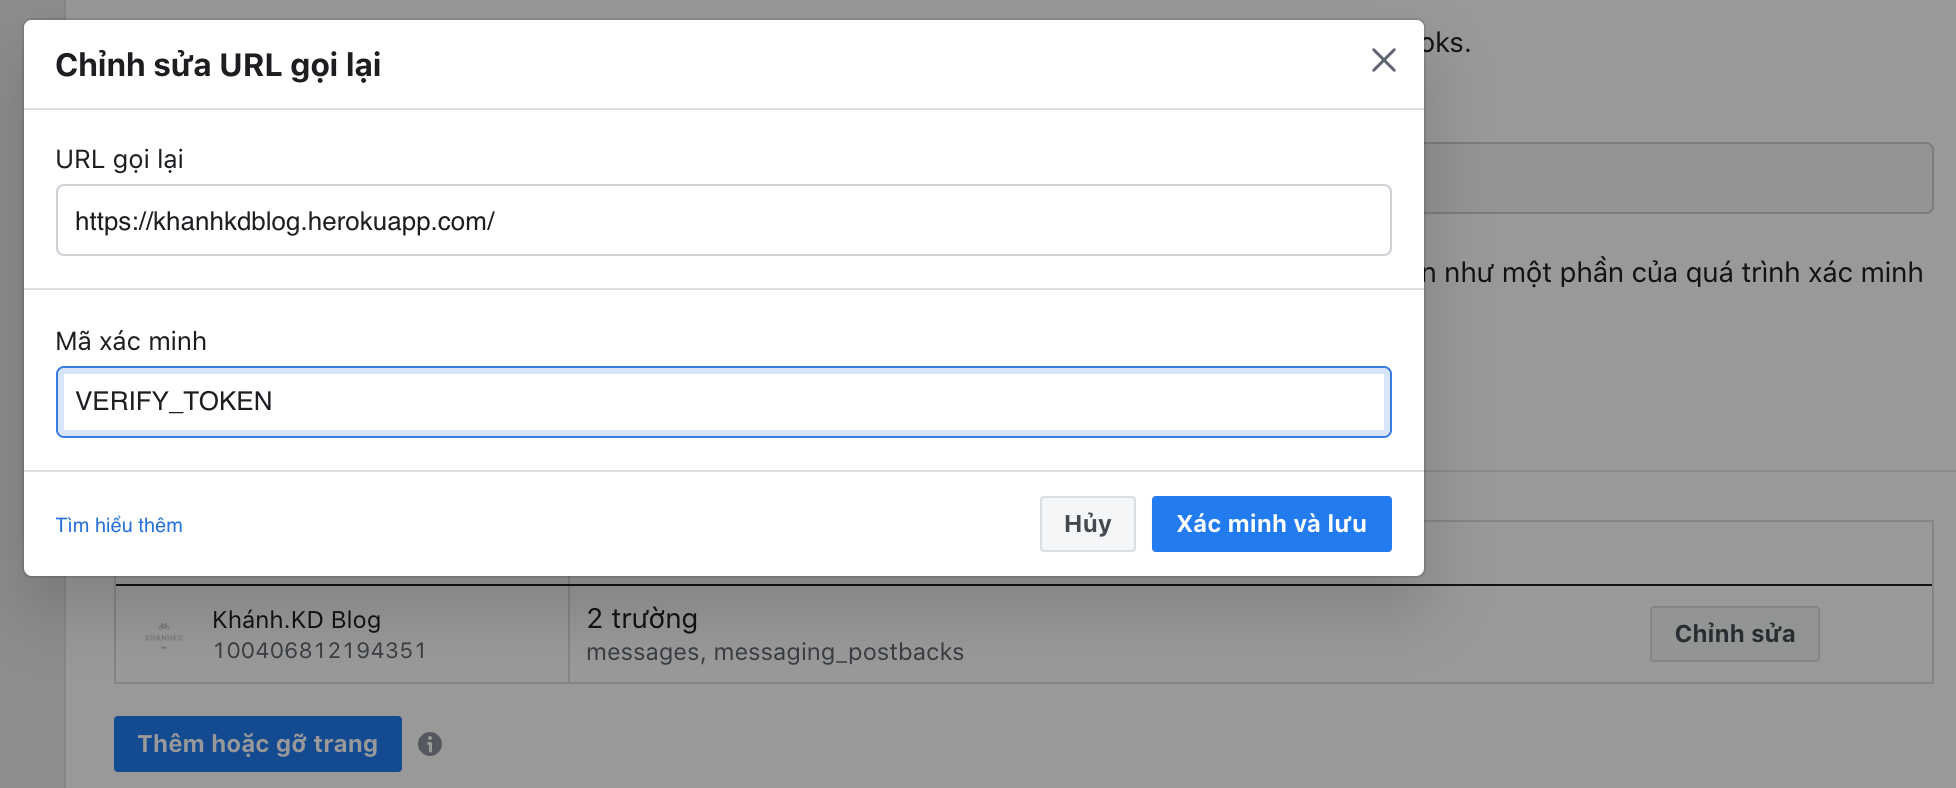 Chỉnh sửa URL gọi lại
oks.
URL gọi lại
https://khanhkdblog.herokuapp.com/
n như một phần của quá trình xác minh
Mã xác minh
VERIFY_TOKEN
Tìm hiểu thêm
Hủy
Xác minh và lưu
KHÁNHKD
Khánh.KD Blog
100406812194351
2 trường
messages, messaging_postbacks
Chỉnh sửa
Thêm hoặc gỡ trang